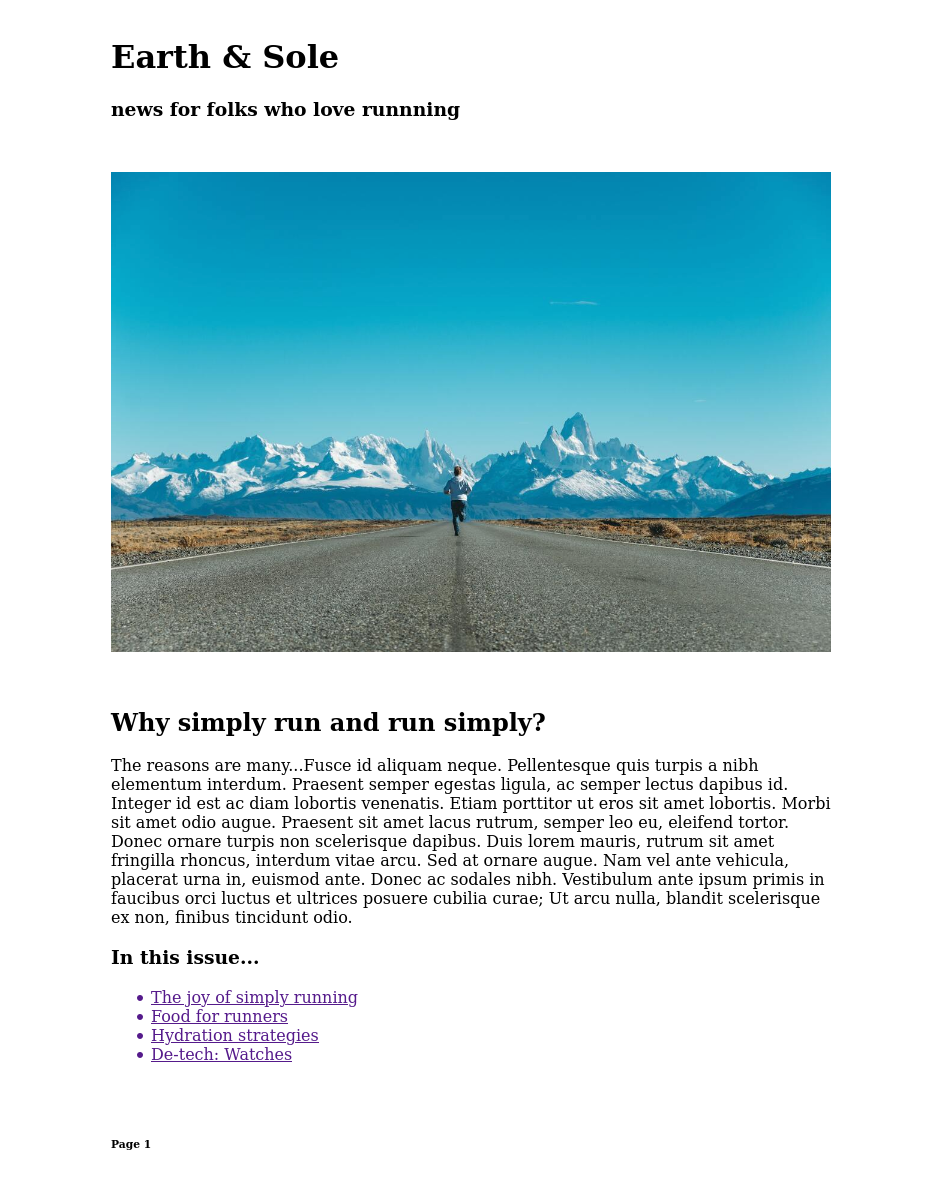 Earth & Sole
news for folks who love runnning
Why simply run and run simply?
The reasons are many...Fusce id aliquam neque. Pellentesque quis turpis a nibh
elementum interdum. Praesent semper egestas ligula, ac semper lectus dapibus id.
Integer id est ac diam lobortis venenatis. Etiam porttitor ut eros sit amet lobortis. Morbi
sit amet odio augue. Praesent sit amet lacus rutrum, semper leo eu, eleifend tortor.
Donec ornare turpis non scelerisque dapibus. Duis lorem mauris, rutrum sit amet
fringilla rhoncus, interdum vitae arcu. Sed at ornare augue. Nam vel ante vehicula,
placerat urna in, euismod ante. Donec ac sodales nibh. Vestibulum ante ipsum primis in
faucibus orci luctus et ultrices posuere cubilia curae; Ut arcu nulla, blandit scelerisque
ex non, finibus tincidunt odio.
In this issue...
• The joy of simply running
• Food for runners
• Hydration strategies
• De-tech: Watches
Page 1